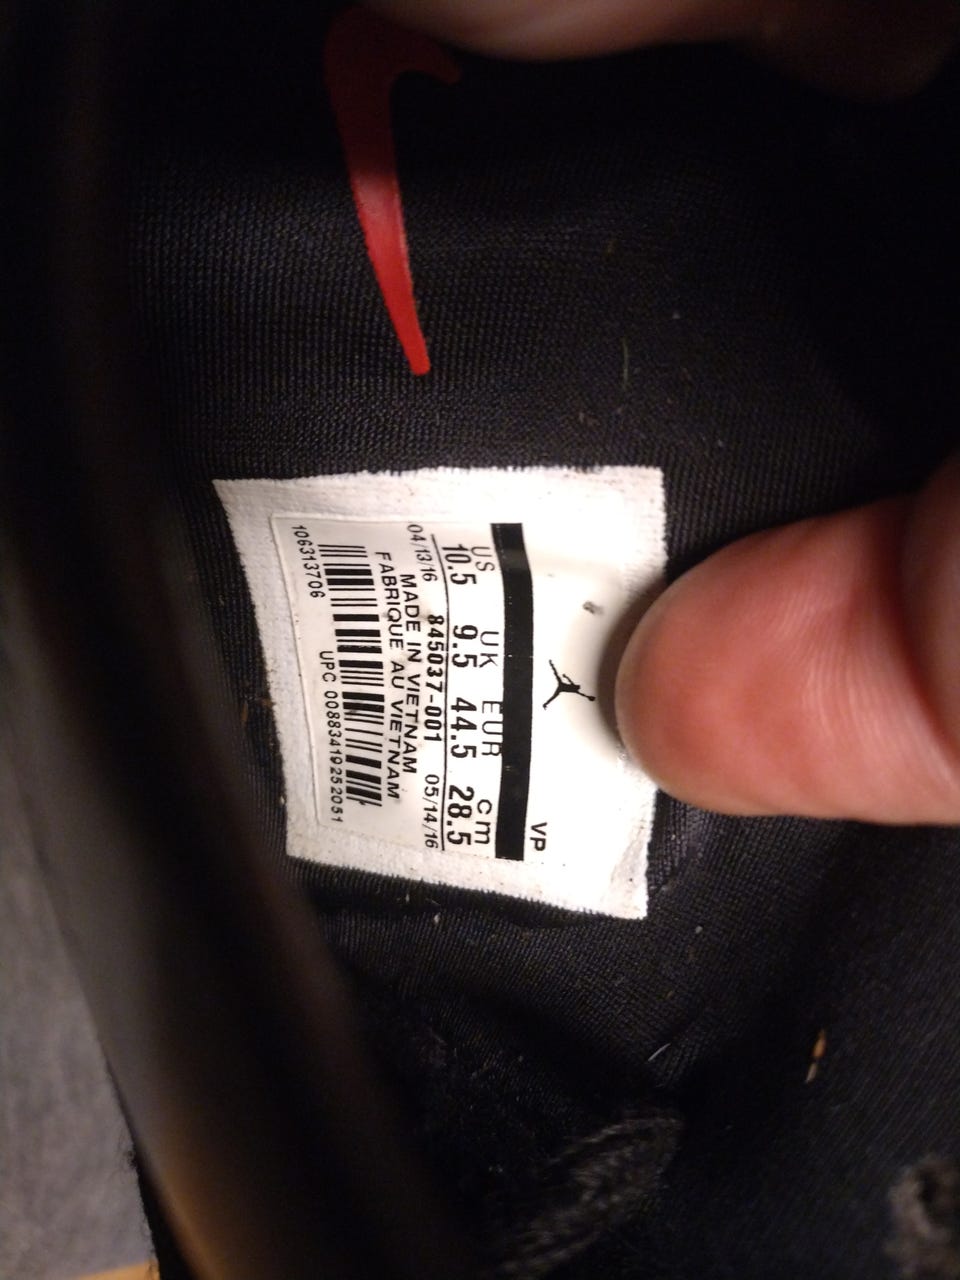 VP
US UK EUR cm
10.5 9.5 44.5 28.5
04/13/16 845037-001 05/14/16
MADE IN VIETNAM
FABRIQUE AU VIETNAM
UPC 00883419252051
106313706